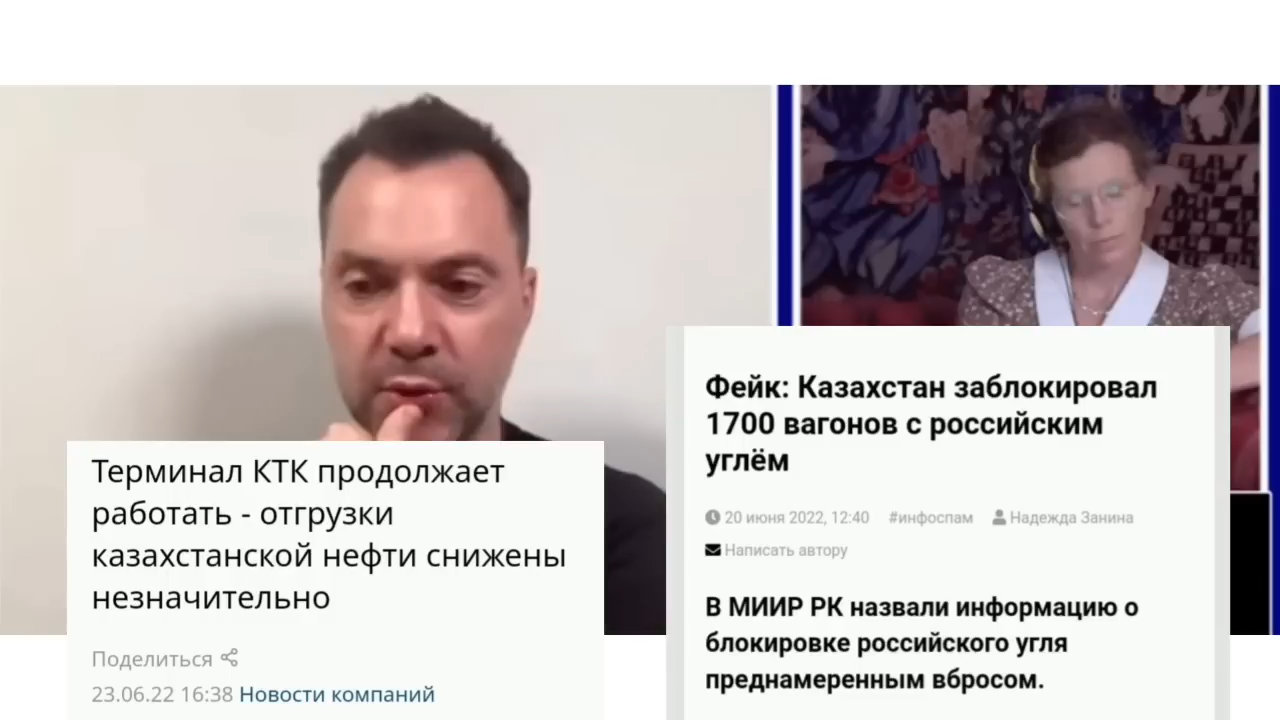 Терминал КТК продолжает
работать - отгрузки
казахстанской нефти снижены
незначительно
Поделиться
23.06.22 16:38 Новости компаний
Фейк: Казахстан заблокировал
1700 вагонов с российским
углём
20 июня 2022, 12:40 #инфоспам Надежда Занина
Написать автору
В МИИР РК назвали информацию о
блокировке российского угля
преднамеренным вбросом.